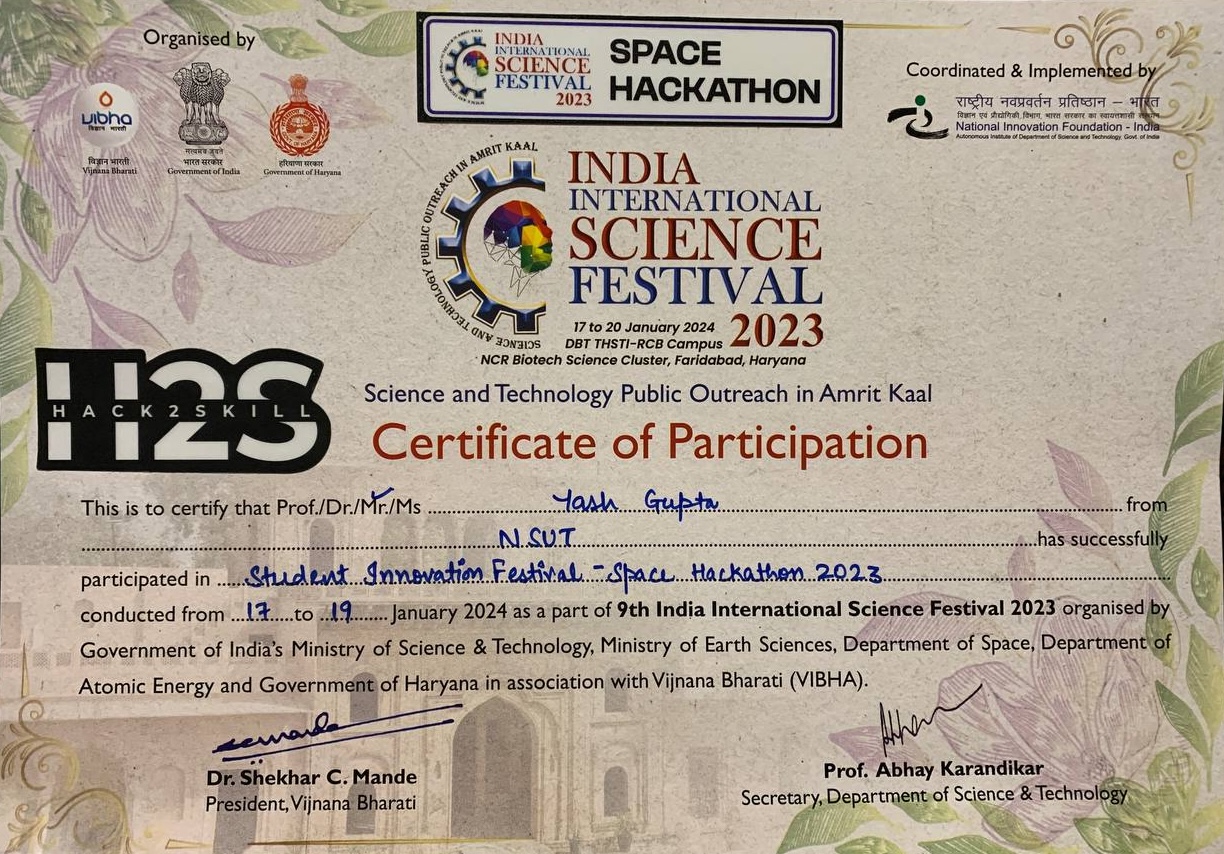 Organised by
vibha
विज्ञान भारती
विज्ञान भारती
Vijnana Bharati
सत्यमेव जयते
भारत सरकार
Government of India
हरियाणा सरकार
Government of Haryana
INDIA
INTERNATIONAL
SCIENCE
FESTIVAL
2023
SPACE
HACKATHON
Coordinated & Implemented by
राष्ट्रीय नवप्रवर्तन प्रतिष्ठान – भारत
विज्ञान एवं प्रौद्योगिकी विभाग, भारत सरकार का स्वायत्तशासी
National Innovation Foundation - India
Autonomous Institute of Department of Science and Technology, Govt. of India
SCIENCE AND TECHNOLOGY PUBLIC OUTREACH IN AMRIT KAAL
INDIA
INTERNATIONAL
SCIENCE
FESTIVAL
2023
17 to 20 January 2024
DBT THSTI-RCB Campus
NCR Biotech Science Cluster, Faridabad, Haryana
H2S
HACK2SKILL
Science and Technology Public Outreach in Amrit Kaal
Certificate of Participation
This is to certify that Prof./Dr./Mr./Ms Yash Gupta from
NSUT has successfully
participated in Student Innovation Festival - Space Hackathon 2023
conducted from 17 to 19 January 2024 as a part of 9th India International Science Festival 2023 organised by
Government of India's Ministry of Science & Technology, Ministry of Earth Sciences, Department of Space, Department of
Atomic Energy and Government of Haryana in association with Vijnana Bharati (VIBHA).
Dr. Shekhar C. Mande
President, Vijnana Bharati
Prof. Abhay Karandikar
Secretary, Department of Science & Technology